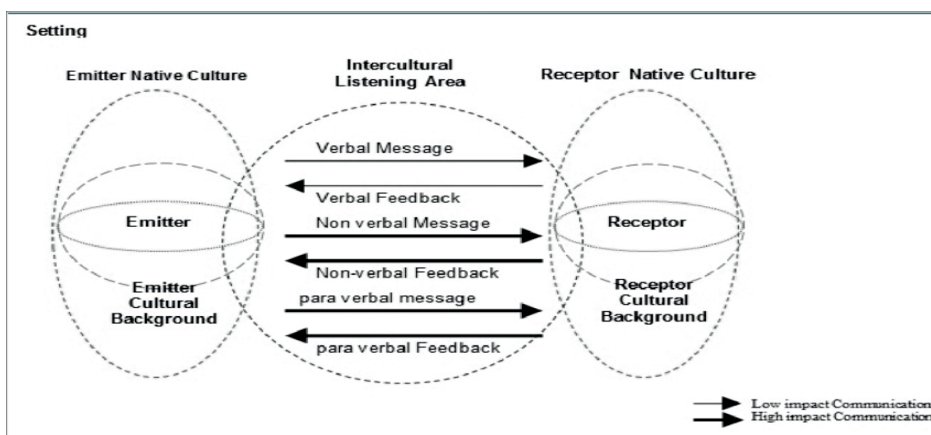 Setting
Emitter Native Culture
Intercultural
Listening Area
Receptor Native Culture
Verbal Message
Verbal Feedback
Emitter
Non verbal Message
Receptor
Non-verbal Feedback
Emitter
Cultural
Background
para verbal message
Receptor
Cultural
Background
para verbal Feedback
Low impact Communication
High impact Communication